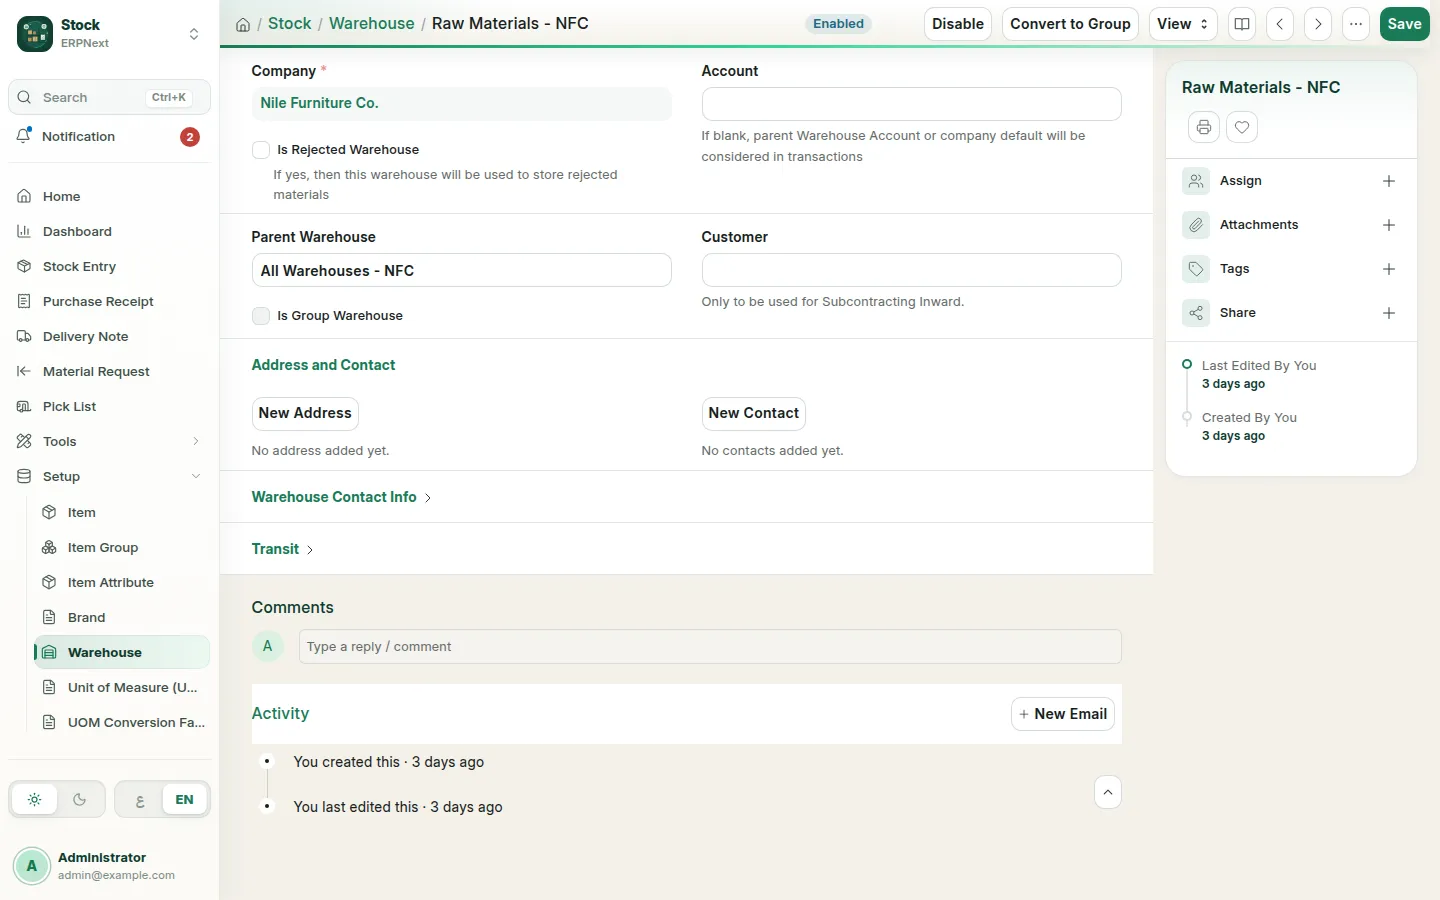 Stock
ERPNext
Search
Ctrl+K
Notification
2
Home
Dashboard
Stock Entry
Purchase Receipt
Delivery Note
Material Request
Pick List
Tools
Setup
Item
Item Group
Item Attribute
Brand
Warehouse
Unit of Measure (U...
UOM Conversion Fa...
ع
EN
A
Administrator
admin@example.com
/ Stock / Warehouse / Raw Materials - NFC
Enabled
Disable
Convert to Group
View
Save
Company *
Nile Furniture Co.
Is Rejected Warehouse
If yes, then this warehouse will be used to store rejected
materials
Account
If blank, parent Warehouse Account or company default will be
considered in transactions
Parent Warehouse
All Warehouses - NFC
Is Group Warehouse
Customer
Only to be used for Subcontracting Inward.
Address and Contact
New Address
No address added yet.
New Contact
No contacts added yet.
Warehouse Contact Info
Transit
Comments
A
Type a reply / comment
Activity
New Email
You created this · 3 days ago
You last edited this · 3 days ago
Raw Materials - NFC
Assign
Attachments
Tags
Share
Last Edited By You
3 days ago
Created By You
3 days ago